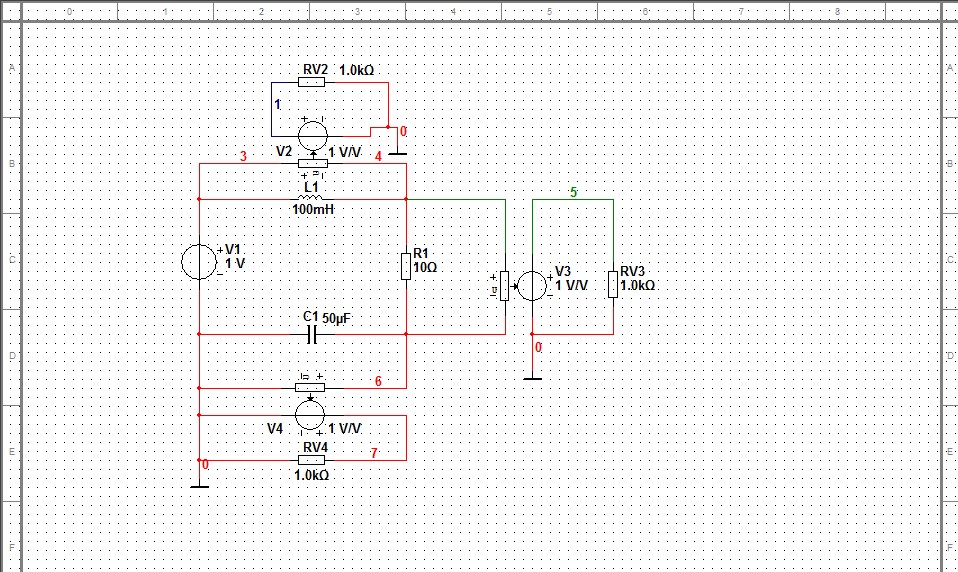 0 1 2 3 4 5 6 7 8
A A
RV2 1.0kΩ
1
+ -
0
V2 1 V/V
B B
3 4
+ -
L1
100mH
5
C C
V1
+
1 V
-
R1
10Ω
+
-
V3
+
1 V/V
-
RV3
1.0kΩ
C1 50µF
0
D D
- +
6
V4 - + 1 V/V
E E
RV4
7
0
1.0kΩ
F F